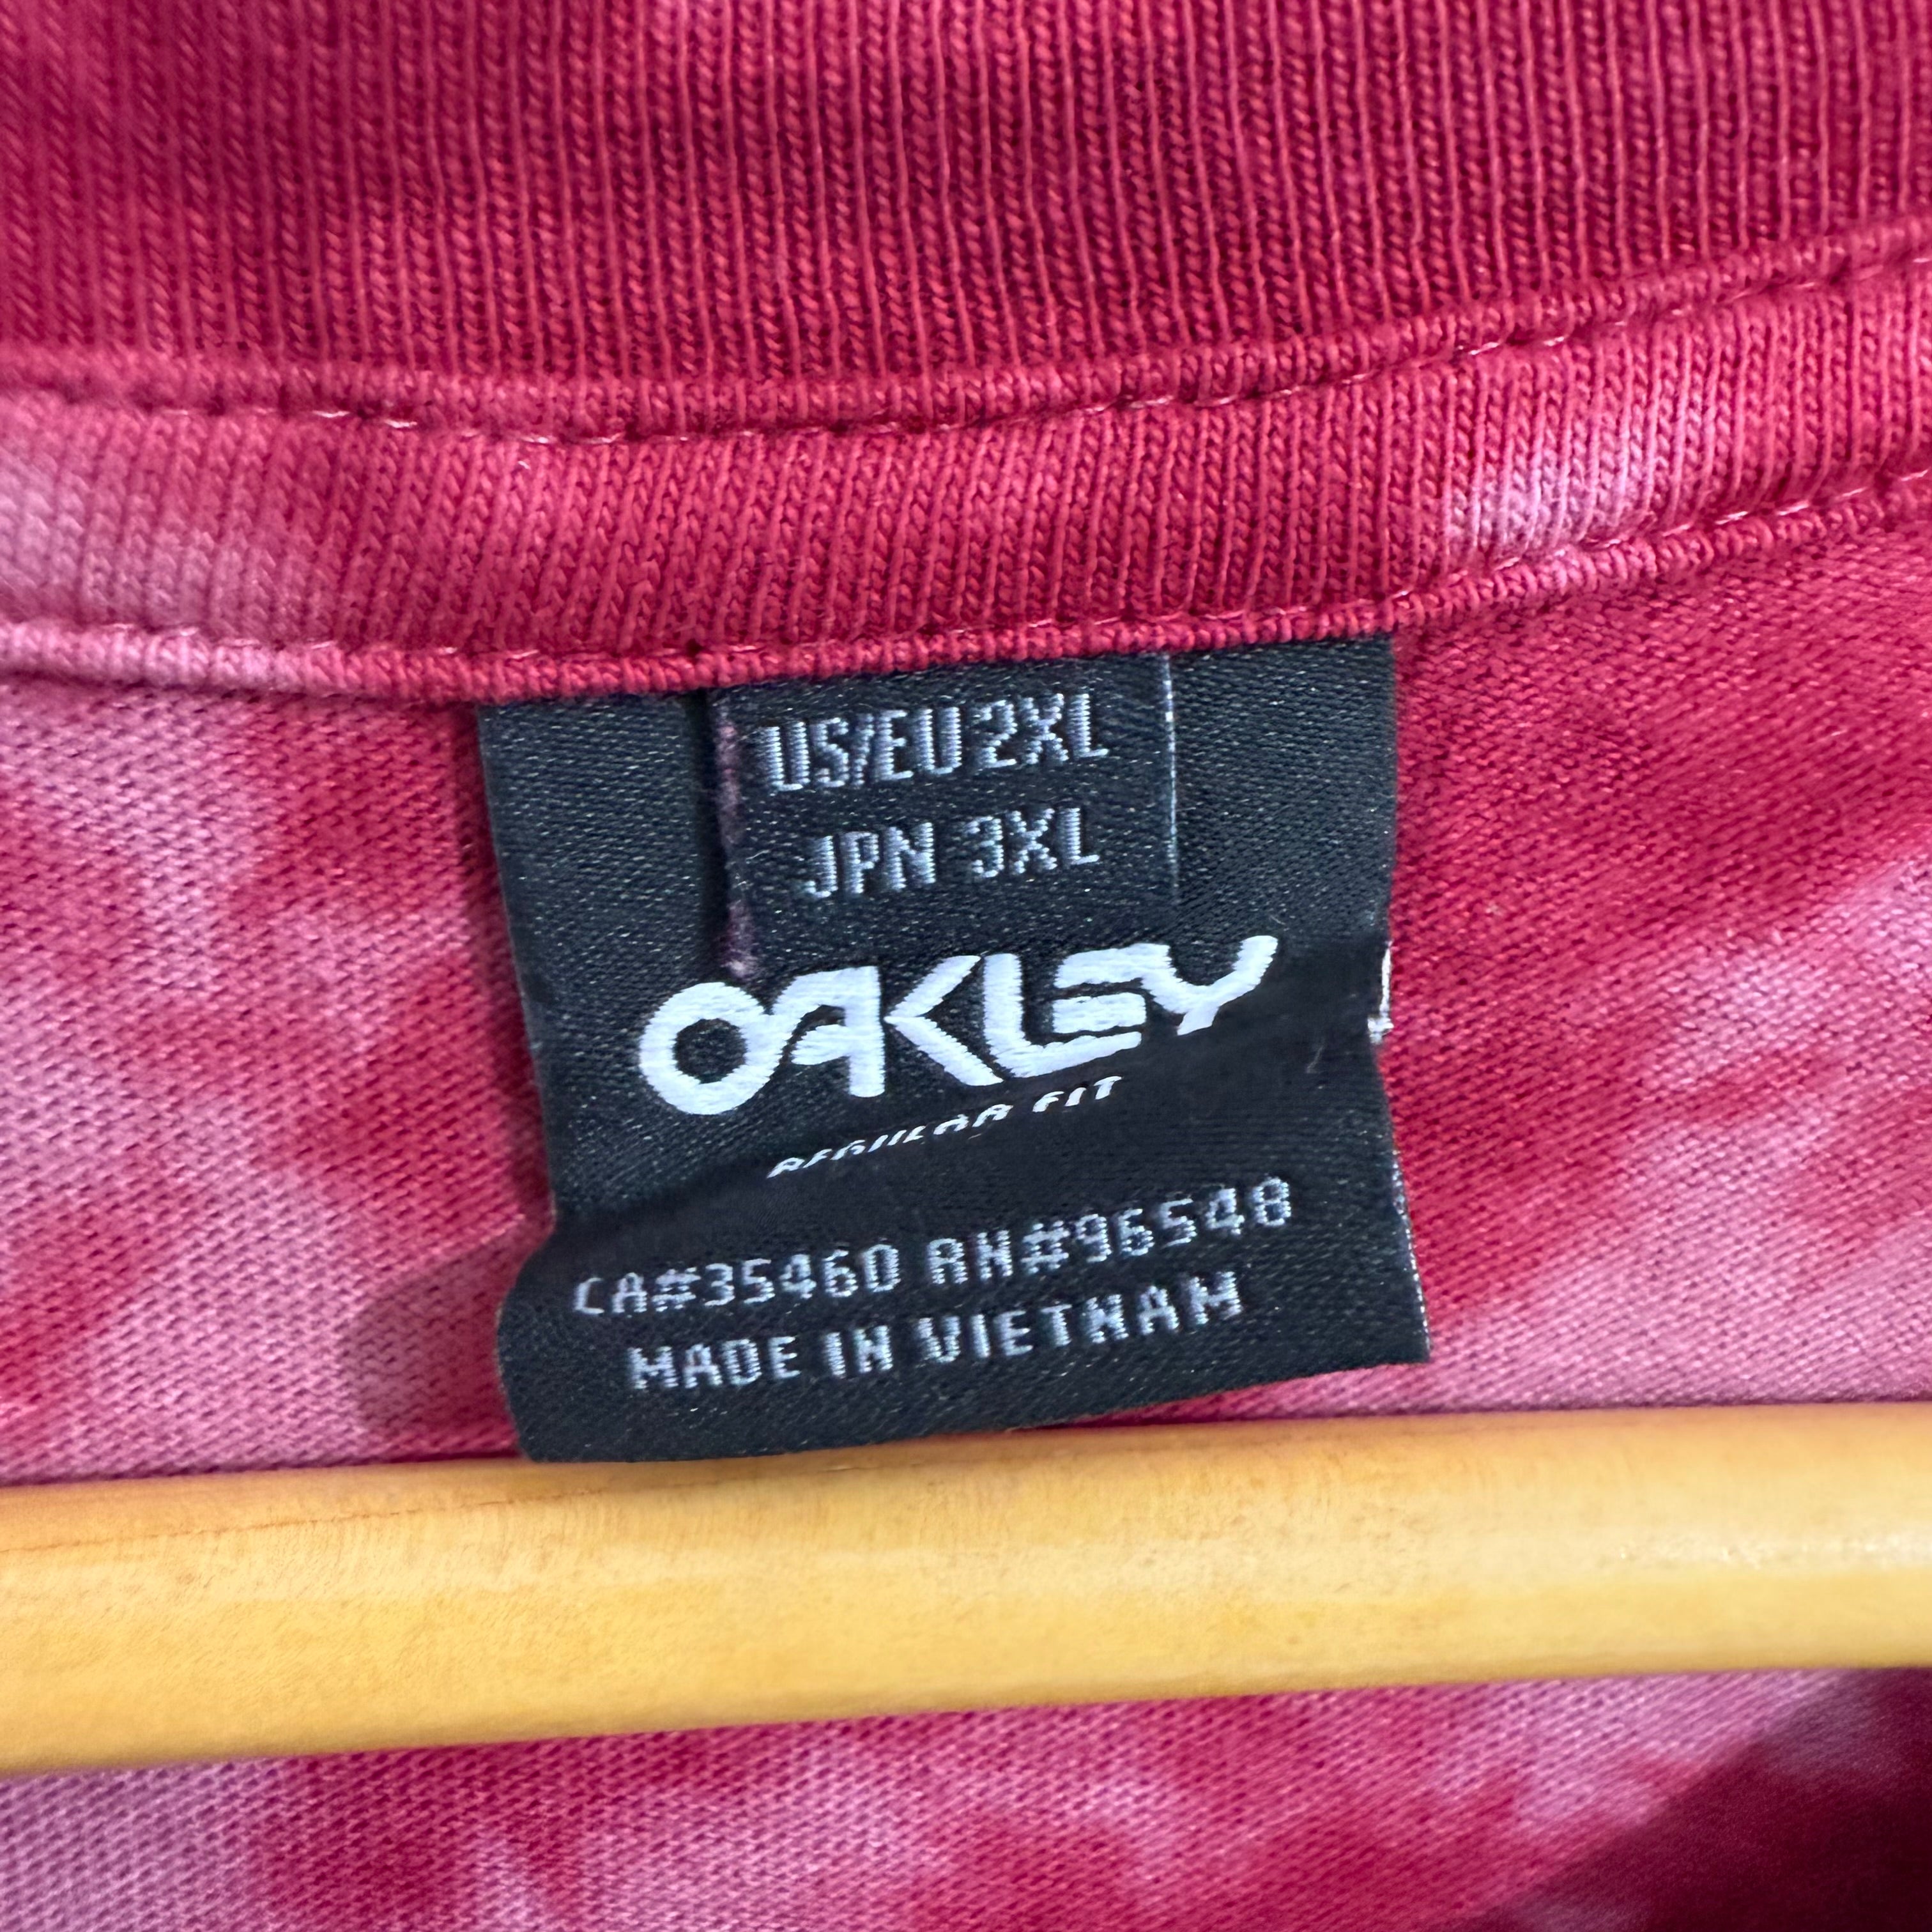 US/EU 2XL
JPN 3XL
OAKLEY
REGULAR FIT
CA#35460 RN#96548
MADE IN VIETNAM